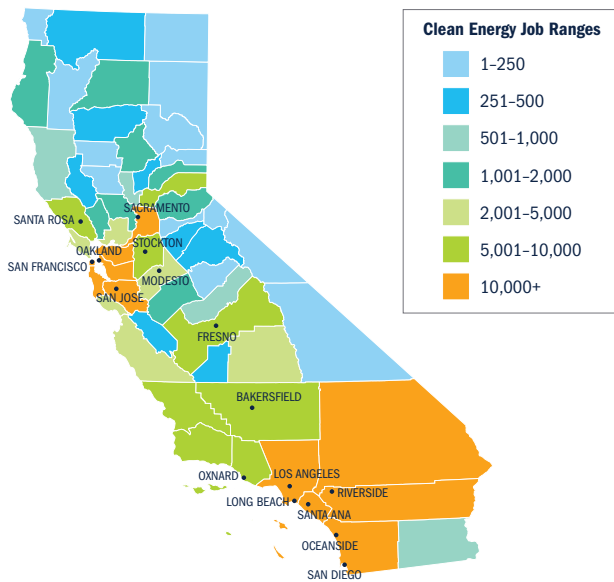 Clean Energy Job Ranges
1–250
251–500
501–1,000
1,001–2,000
2,001–5,000
5,001–10,000
10,000+
SACRAMENTO
SANTA ROSA
STOCKTON
OAKLAND
SAN FRANCISCO
MODESTO
SAN JOSE
FRESNO
BAKERSFIELD
OXNARD
LOS ANGELES
RIVERSIDE
LONG BEACH
SANTA ANA
OCEANSIDE
SAN DIEGO